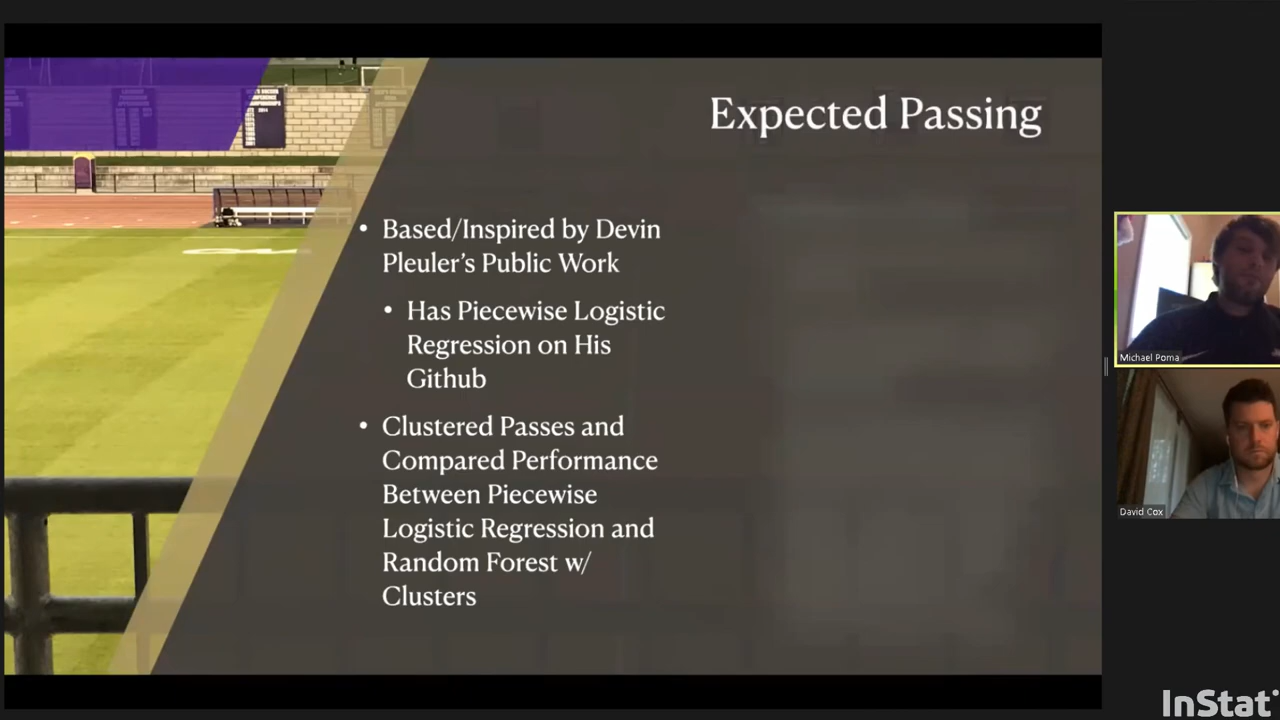 Expected Passing
• Based/Inspired by Devin
Pleuler's Public Work
• Has Piecewise Logistic
Regression on His
Github
• Clustered Passes and
Compared Performance
Between Piecewise
Logistic Regression and
Random Forest w/
Clusters
Michael Poma
David Cox
InStat